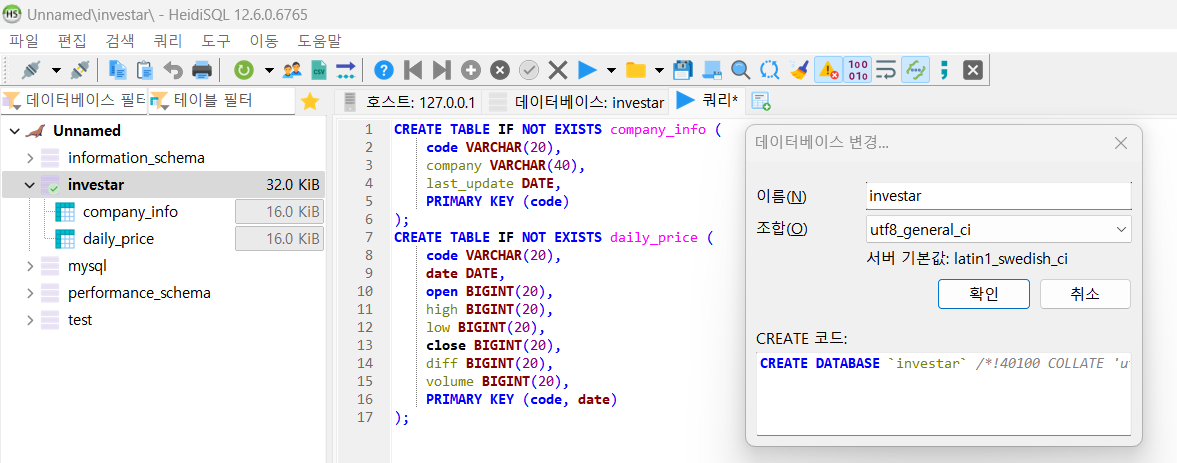 Unnamed\investar\ - HeidiSQL 12.6.0.6765
파일 편집 검색 쿼리 도구 이동 도움말
데이터베이스 필터 테이블 필터
Unnamed
information_schema
investar 32.0 KiB
company_info 16.0 KiB
daily_price 16.0 KiB
mysql
performance_schema
test
호스트: 127.0.0.1 데이터베이스: investar 쿼리*
1 CREATE TABLE IF NOT EXISTS company_info (
2 code VARCHAR(20),
3 company VARCHAR(40),
4 last_update DATE,
5 PRIMARY KEY (code)
6 );
7 CREATE TABLE IF NOT EXISTS daily_price (
8 code VARCHAR(20),
9 date DATE,
10 open BIGINT(20),
11 high BIGINT(20),
12 low BIGINT(20),
13 close BIGINT(20),
14 diff BIGINT(20),
15 volume BIGINT(20),
16 PRIMARY KEY (code, date)
17 );
데이터베이스 변경...
이름(N) investar
조합(O) utf8_general_ci
서버 기본값: latin1_swedish_ci
확인 취소
CREATE 코드:
CREATE DATABASE `investar` /*!40100 COLLATE 'u